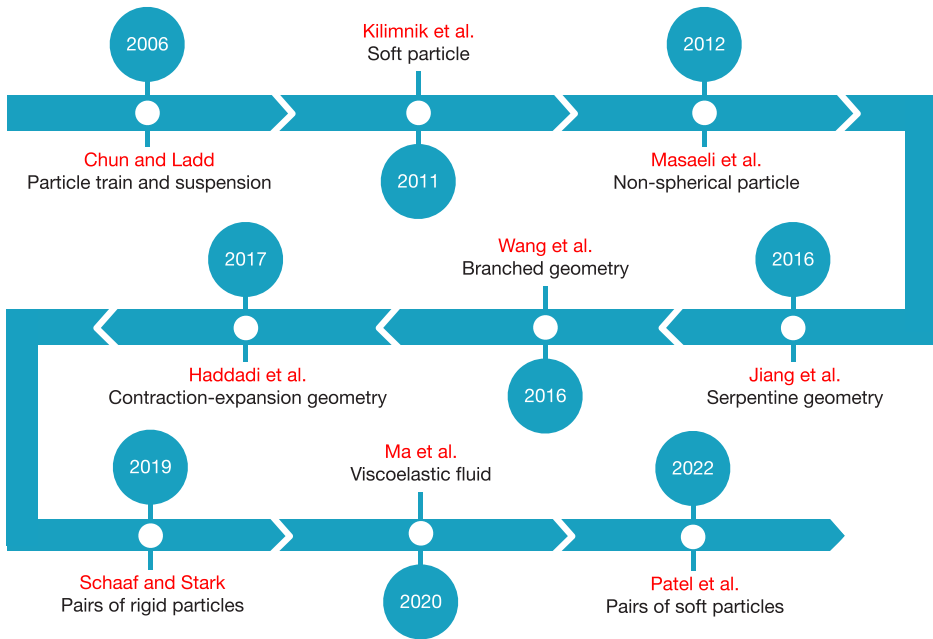 2006
Chun and Ladd
Particle train and suspension
Kilimnik et al.
Soft particle
2011
2012
Masaeli et al.
Non-spherical particle
2016
Jiang et al.
Serpentine geometry
Wang et al.
Branched geometry
2016
2017
Haddadi et al.
Contraction-expansion geometry
2019
Schaaf and Stark
Pairs of rigid particles
Ma et al.
Viscoelastic fluid
2020
2022
Patel et al.
Pairs of soft particles